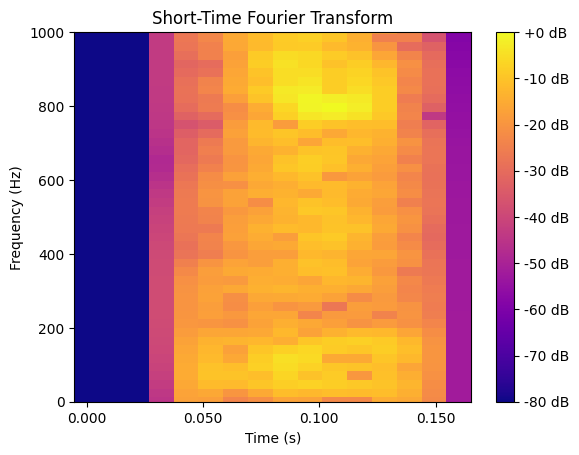 Short-Time Fourier Transform
1000
800
600
400
200
0
Frequency (Hz)
0.000
0.050
0.100
0.150
Time (s)
+0 dB
-10 dB
-20 dB
-30 dB
-40 dB
-50 dB
-60 dB
-70 dB
-80 dB